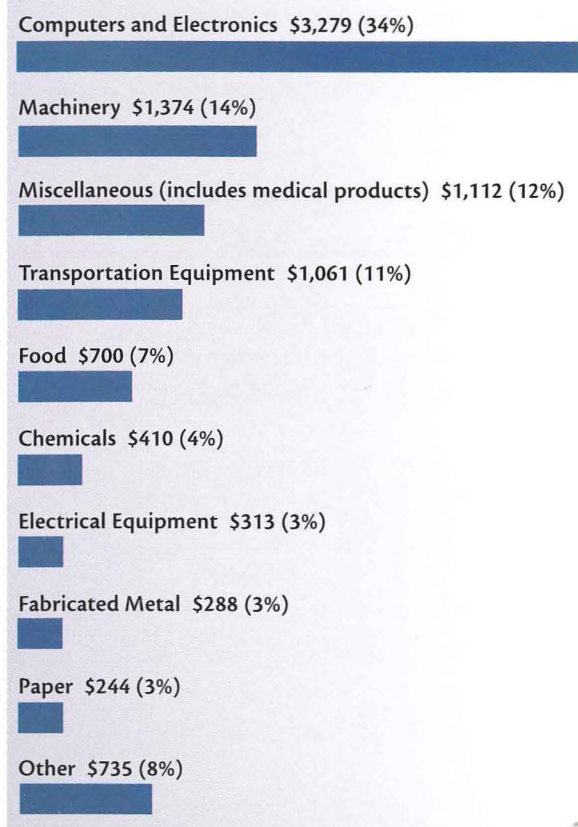 Computers and Electronics $3,279 (34%)
Machinery $1,374 (14%)
Miscellaneous (includes medical products) $1,112 (12%)
Transportation Equipment $1,061 (11%)
Food $700 (7%)
Chemicals $410 (4%)
Electrical Equipment $313 (3%)
Fabricated Metal $288 (3%)
Paper $244 (3%)
Other $735 (8%)